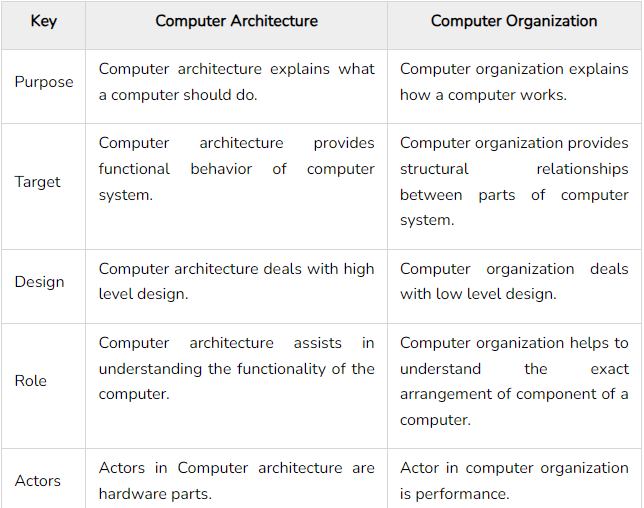 Key
Computer Architecture
Computer Organization
Purpose
Computer architecture explains what
a computer should do.
Computer organization explains
how a computer works.
Target
Computer architecture provides
functional behavior of computer
system.
Computer organization provides
structural relationships
between parts of computer
system.
Design
Computer architecture deals with high
level design.
Computer organization deals
with low level design.
Role
Computer architecture assists in
understanding the functionality of the
computer.
Computer organization helps to
understand the exact
arrangement of component of a
computer.
Actors
Actors in Computer architecture are
hardware parts.
Actor in computer organization
is performance.